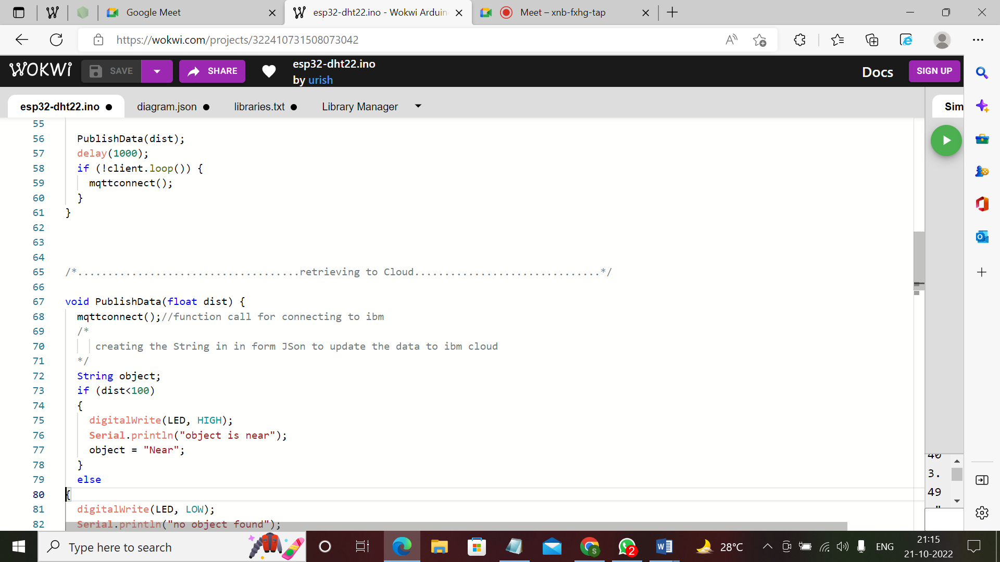 Google Meet
esp32-dht22.ino - Wokwi Arduin
Meet – xnb-fxhg-tap
https://wokwi.com/projects/322410731508073042
WOKWi
SAVE
SHARE
esp32-dht22.ino
by urish
Docs
SIGN UP
esp32-dht22.ino
diagram.json
libraries.txt
Library Manager
Sim
55
56 PublishData(dist);
57 delay(1000);
58 if (!client.loop()) {
59 mqttconnect();
60 }
61 }
62
63
64
65 /*.....................................retrieving to Cloud...............................*/
66
67 void PublishData(float dist) {
68 mqttconnect();//function call for connecting to ibm
69 /*
70 creating the String in in form JSon to update the data to ibm cloud
71 */
72 String object;
73 if (dist<100)
74 {
75 digitalWrite(LED, HIGH);
76 Serial.println("object is near");
77 object = "Near";
78 }
79 else
80 {
81 digitalWrite(LED, LOW);
82 Serial.println("no object found");
40
3.
49
Type here to search
2
28°C
ENG
21:15
21-10-2022